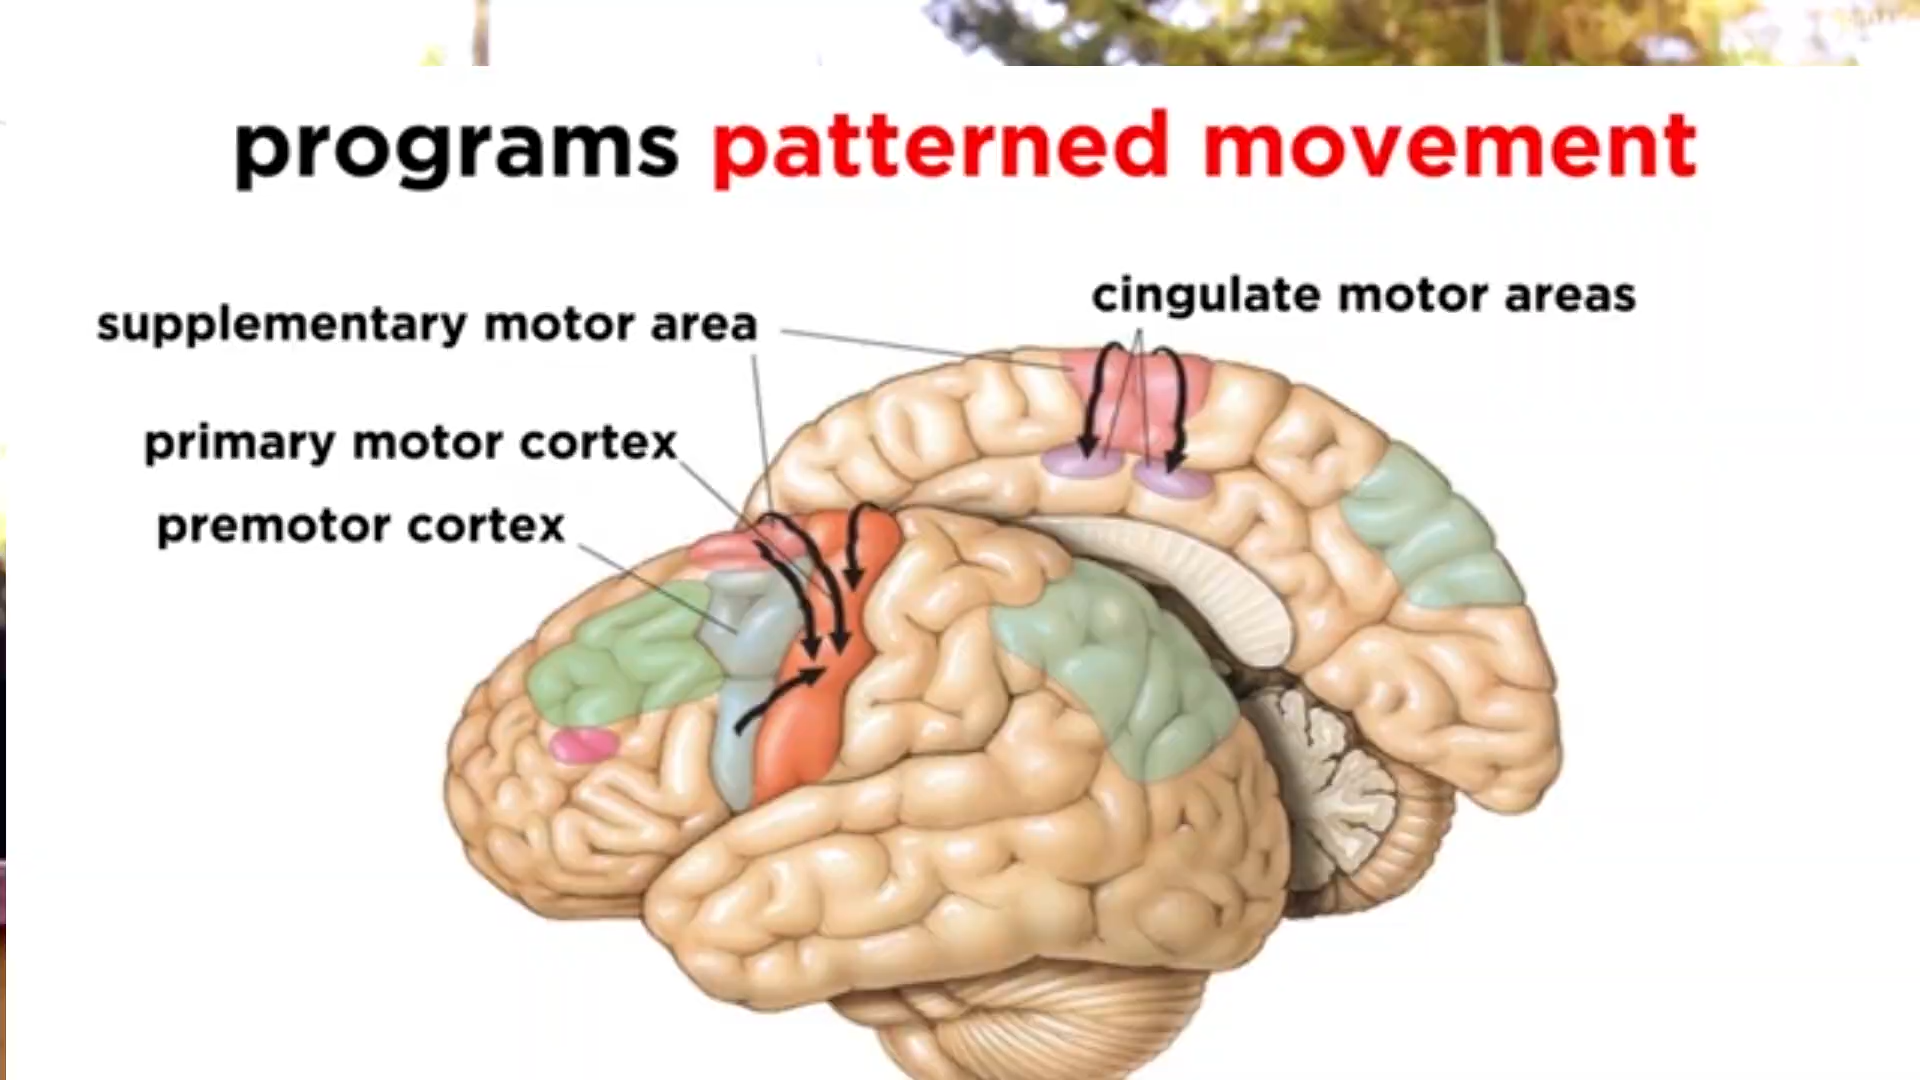 programs patterned movement
supplementary motor area
cingulate motor areas
primary motor cortex
premotor cortex